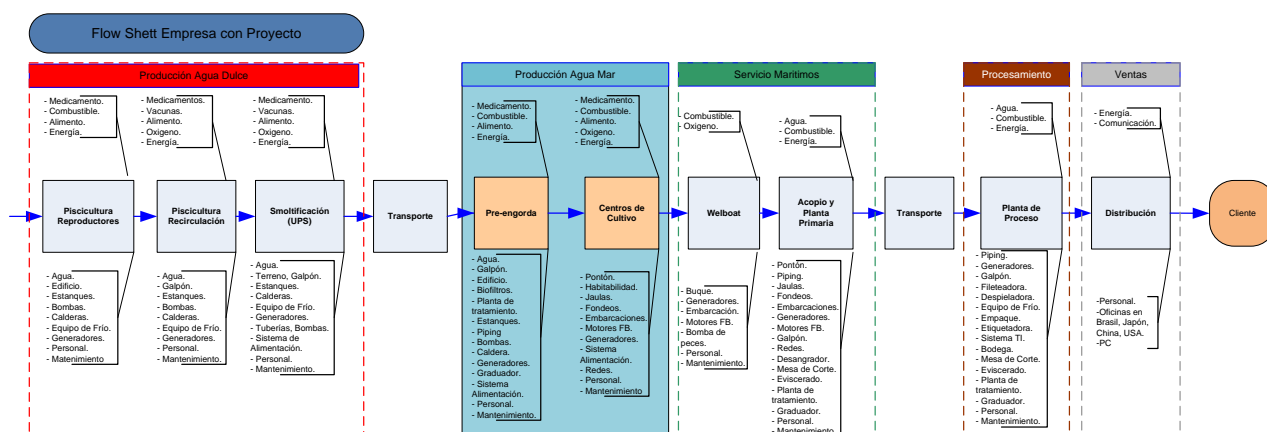 Flow Shett Empresa con Proyecto
Producción Agua Dulce
- Medicamento.
- Combustible.
- Alimento.
- Energía.
- Medicamentos.
- Vacunas.
- Alimento.
- Oxigeno.
- Energía.
- Medicamento.
- Vacunas.
- Alimento.
- Oxigeno.
- Energía.
Piscicultura
Reproductores
Piscicultura
Recirculación
Smoltificación
(UPS)
- Agua.
- Edificio.
- Estanques.
- Bombas.
- Calderas.
- Equipo de Frío.
- Generadores.
- Personal.
- Matenimiento
- Agua.
- Galpón.
- Estanques.
- Bombas.
- Calderas.
- Equipo de Frío.
- Generadores.
- Personal.
- Mantenimiento.
- Agua.
- Terreno, Galpón.
- Estanques.
- Calderas.
- Equipo de Frío.
- Generadores.
- Tuberías, Bombas.
- Sistema de
Alimentación.
- Personal.
- Mantenimiento.
Transporte
Producción Agua Mar
- Medicamento.
- Combustible.
- Alimento.
- Energía.
- Medicamento.
- Combustible.
- Alimento.
- Oxigeno.
- Energía.
Pre-engorda
Centros de
Cultivo
- Agua.
- Galpón.
- Edificio.
- Biofiltros.
- Planta de
tratamiento.
- Estanques.
- Piping
- Bombas.
- Caldera.
- Generadores.
- Graduador.
- Sistema
Alimentación.
- Personal.
- Mantenimiento.
- Pontón.
- Habitabilidad.
- Jaulas.
- Fondeos.
- Embarcaciones.
- Motores FB.
- Generadores.
- Sistema
Alimentación.
- Redes.
- Personal.
- Mantenimiento
Servicio Maritimos
Combustible.
- Oxigeno.
- Agua.
- Combustible.
- Energía.
Welboat
Acopio y
Planta
Primaria
- Buque.
- Generadores.
- Embarcación.
- Motores FB.
- Bomba de
peces.
- Personal.
- Mantenimiento.
- Pontón.
- Piping.
- Jaulas.
- Fondeos.
- Embarcaciones.
- Generadores.
- Motores FB.
- Galpón.
- Redes.
- Desangrador.
- Mesa de Corte.
- Eviscerado.
- Planta de
tratamiento.
- Graduador.
- Personal.
- Mantenimiento
Transporte
Procesamiento
- Agua.
- Combustible.
- Energía.
Planta de
Proceso
- Piping.
- Generadores.
- Galpón.
- Fileteadora.
- Despieladora.
- Equipo de Frío.
- Empaque.
- Etiquetadora.
- Sistema TI.
- Bodega.
- Mesa de Corte.
- Eviscerado.
- Planta de
tratamiento.
- Graduador.
- Personal.
- Mantenimiento.
Ventas
- Energía.
- Comunicación.
Distribución
-Personal.
-Oficinas en
Brasil, Japón,
China, USA.
-PC
Cliente